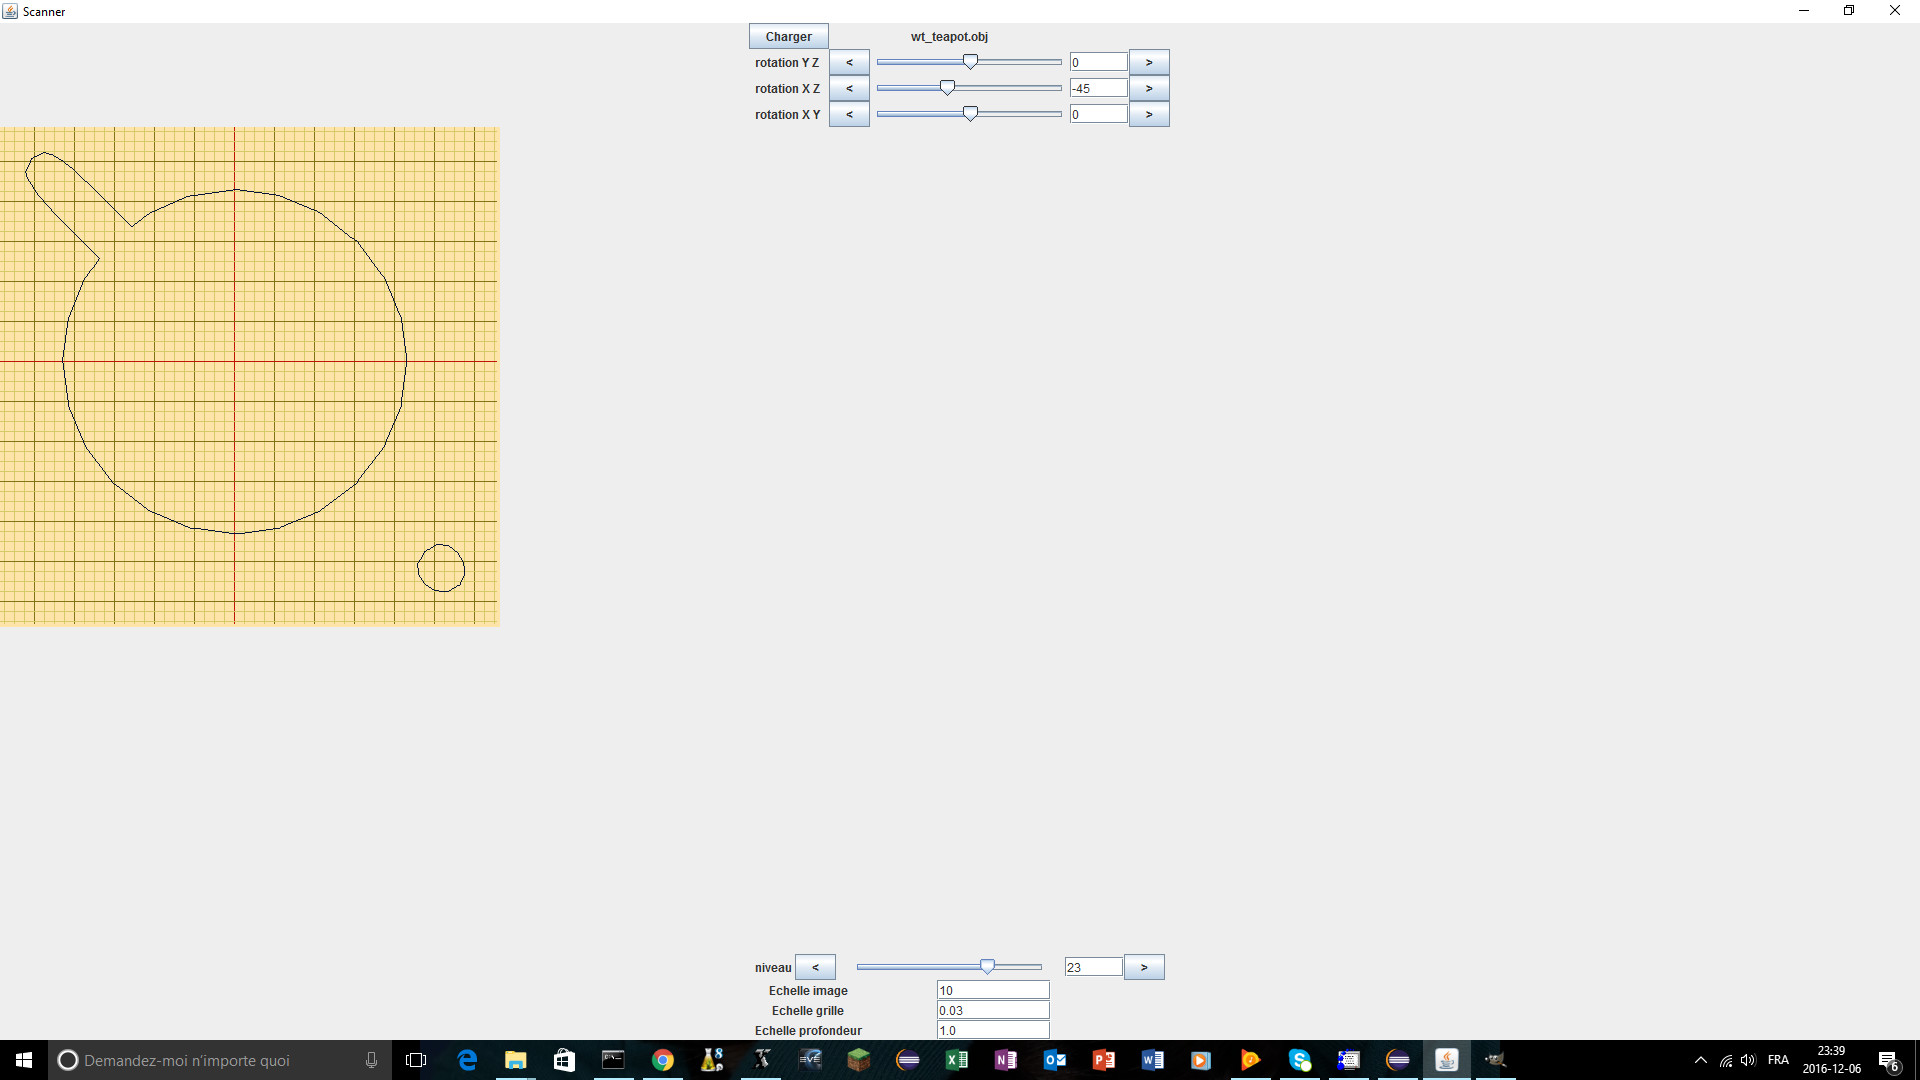 Scanner
Charger wt_teapot.obj
rotation Y Z < 0 >
rotation X Z < -45 >
rotation X Y < 0 >
niveau < 23 >
Echelle image 10
Echelle grille 0.03
Echelle profondeur 1.0
Demandez-moi n'importe quoi
FRA
23:39
2016-12-06
6